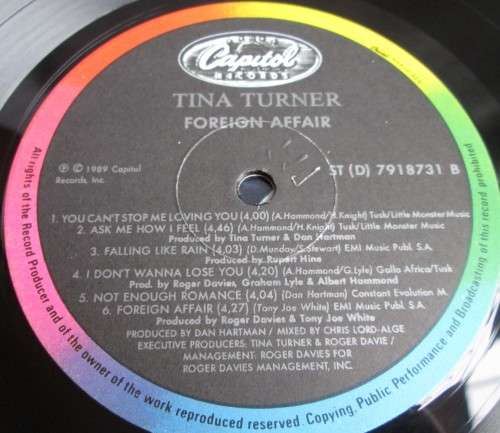 Capitol
RECORDS
TINA TURNER
FOREIGN AFFAIR
℗ © 1989 Capitol
Records, Inc.
ST (D) 7918731 B
1. YOU CAN'T STOP ME LOVING YOU (4,00) (A.Hammond/H.Knight) Tusk/Little Monster Music
2. ASK ME HOW I FEEL (4,46) (A.Hammond/H.Knight) Tusk/Little Monster Music
Produced by Tina Turner & Dan Hartman
3. FALLING LIKE RAIN (4,03) (D.Munday/S.Stewart) EMI Music Publ. S.A.
Produced by Rupert Hine
4. I DON'T WANNA LOSE YOU (4,20) (A.Hammond/G.Lyle) Gallo Africa/Tusk
Prod. by Roger Davies, Graham Lyle & Albert Hammond
5. NOT ENOUGH ROMANCE (4,04) (Dan Hartman) Constant Evolution M.
6. FOREIGN AFFAIR (4,27) (Tony Joe White) EMI Music Publ. S.A.
Produced by Roger Davies & Tony Joe White
PRODUCED BY DAN HARTMAN / MIXED BY CHRIS LORD-ALGE
EXECUTIVE PRODUCERS: TINA TURNER & ROGER DAVIE /
MANAGEMENT: ROGER DAVIES FOR
ROGER DAVIES MANAGEMENT, INC.
All rights of the Record Producer and of the owner of the work reproduced reserved. Copying, Public Performance and Broadcasting of this record prohibited